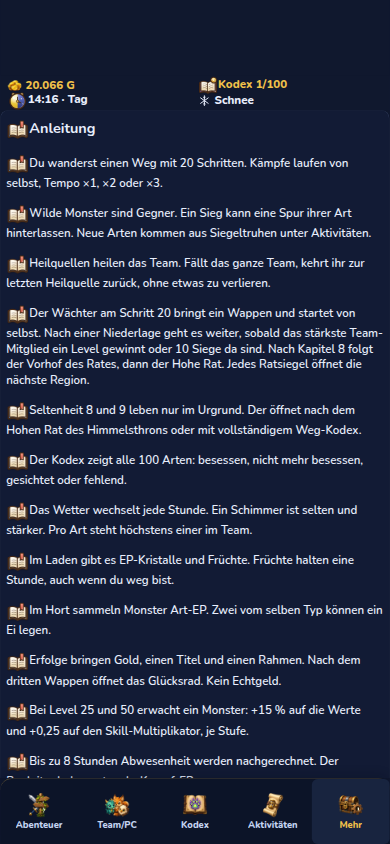 20.066 G
Kodex 1/100
14:16 · Tag
Schnee
Anleitung
Du wanderst einen Weg mit 20 Schritten. Kämpfe laufen von
selbst, Tempo ×1, ×2 oder ×3.
Wilde Monster sind Gegner. Ein Sieg kann eine Spur ihrer Art
hinterlassen. Neue Arten kommen aus Siegeltruhen unter Aktivitäten.
Heilquellen heilen das Team. Fällt das ganze Team, kehrt ihr zur
letzten Heilquelle zurück, ohne etwas zu verlieren.
Der Wächter am Schritt 20 bringt ein Wappen und startet von
selbst. Nach einer Niederlage geht es weiter, sobald das stärkste Team-
Mitglied ein Level gewinnt oder 10 Siege da sind. Nach Kapitel 8 folgt
der Vorhof des Rates, dann der Hohe Rat. Jedes Ratsiegel öffnet die
nächste Region.
Seltenheit 8 und 9 leben nur im Urgrund. Der öffnet nach dem
Hohen Rat des Himmelsthrons oder mit vollständigem Weg-Kodex.
Der Kodex zeigt alle 100 Arten: besessen, nicht mehr besessen,
gesichtet oder fehlend.
Das Wetter wechselt jede Stunde. Ein Schimmer ist selten und
stärker. Pro Art steht höchstens einer im Team.
Im Laden gibt es EP-Kristalle und Früchte. Früchte halten eine
Stunde, auch wenn du weg bist.
Im Hort sammeln Monster Art-EP. Zwei vom selben Typ können ein
Ei legen.
Erfolge bringen Gold, einen Titel und einen Rahmen. Nach dem
dritten Wappen öffnet das Glücksrad. Kein Echtgeld.
Bei Level 25 und 50 erwacht ein Monster: +15 % auf die Werte
und +0,25 auf den Skill-Multiplikator, je Stufe.
Bis zu 8 Stunden Abwesenheit werden nachgerechnet. Der
Abenteuer
Team/PC
Kodex
Aktivitäten
Mehr